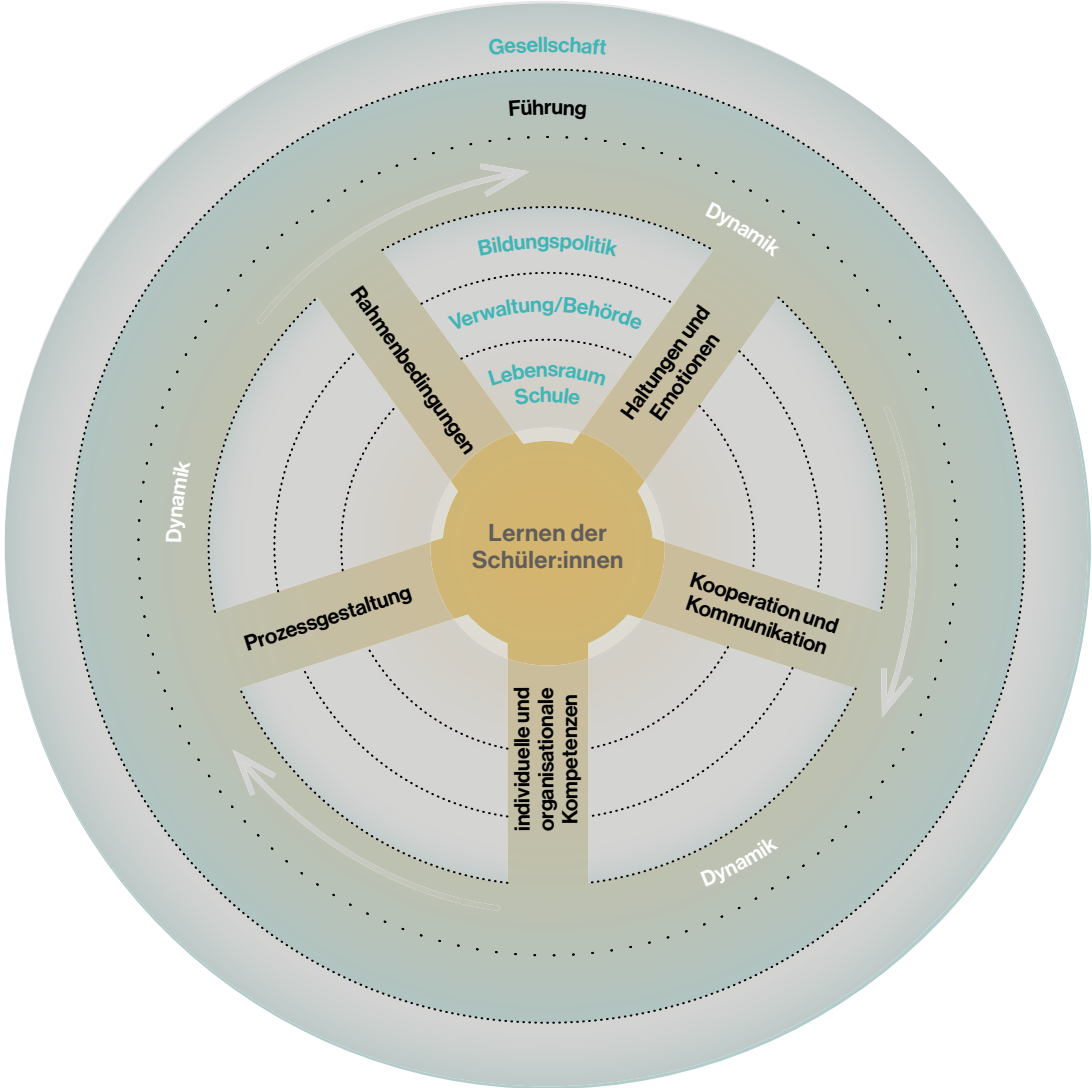 Gesellschaft
Führung
Dynamik
Bildungspolitik
Verwaltung/Behörde
Lebensraum
Schule
Rahmenbedingungen
Haltungen und
Emotionen
Dynamik
Lernen der
Schüler:innen
Prozessgestaltung
Kooperation und
Kommunikation
individuelle und
organisationale
Kompetenzen
Dynamik